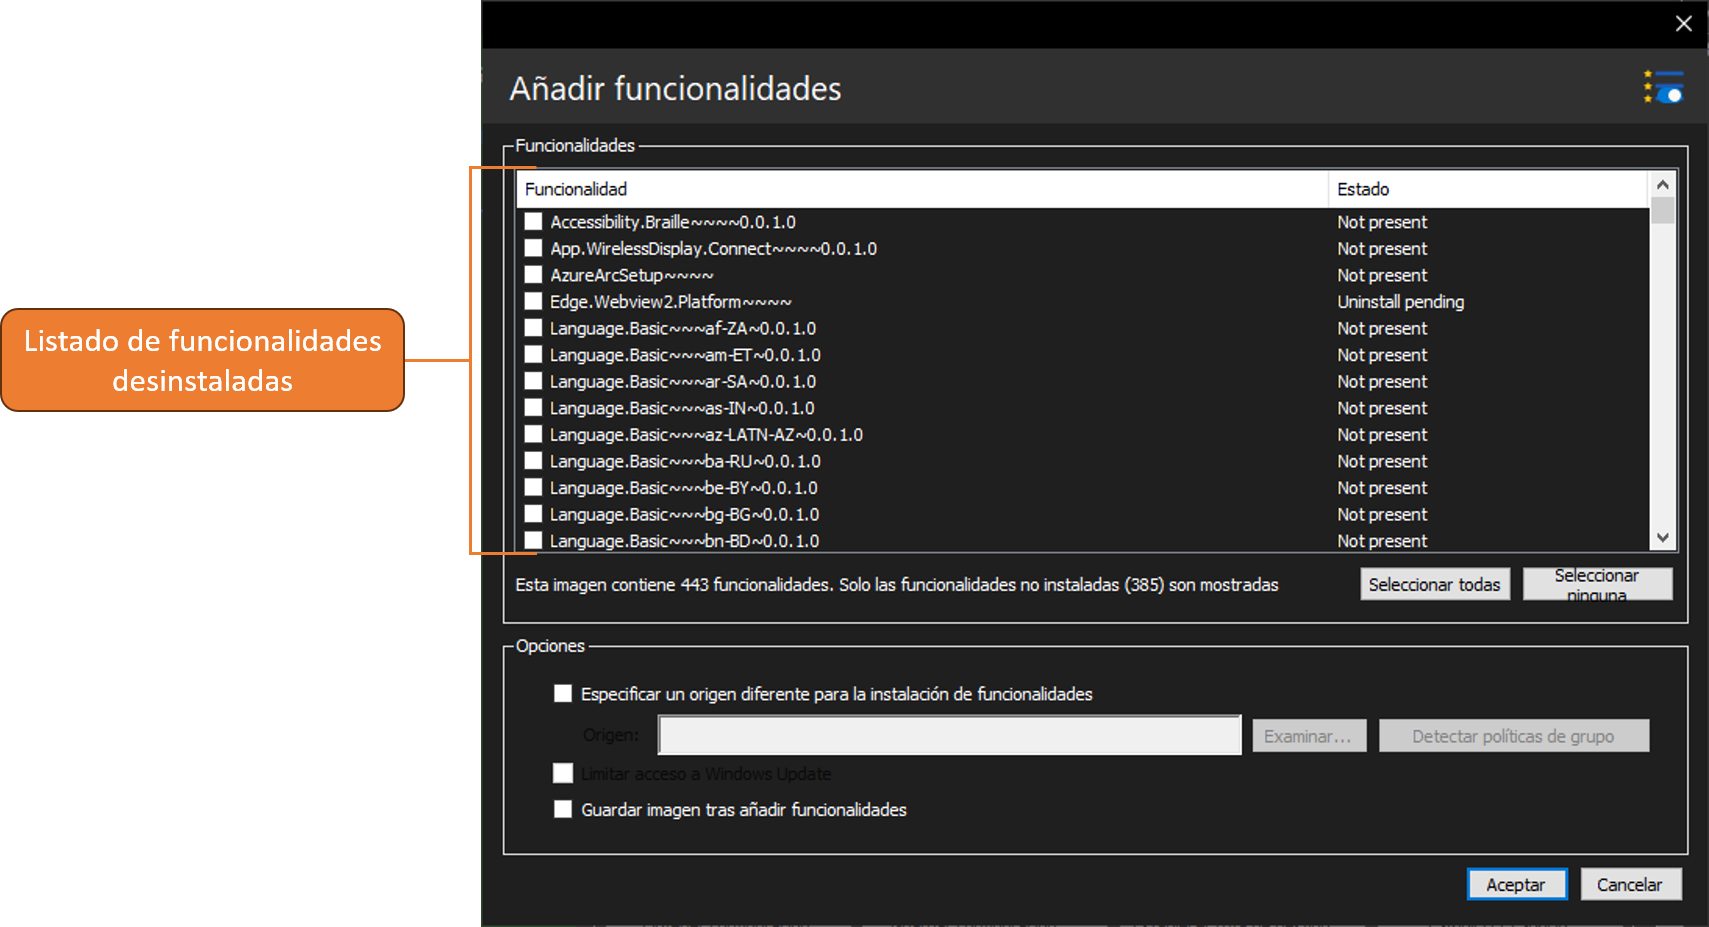 Añadir funcionalidades
Funcionalidades
Funcionalidad Estado
Accessibility.Braille~~~~0.0.1.0 Not present
App.WirelessDisplay.Connect~~~~0.0.1.0 Not present
AzureArcSetup~~~~ Not present
Edge.Webview2.Platform~~~~ Uninstall pending
Language.Basic~~~af-ZA~0.0.1.0 Not present
Language.Basic~~~am-ET~0.0.1.0 Not present
Language.Basic~~~ar-SA~0.0.1.0 Not present
Language.Basic~~~as-IN~0.0.1.0 Not present
Language.Basic~~~az-LATN-AZ~0.0.1.0 Not present
Language.Basic~~~ba-RU~0.0.1.0 Not present
Language.Basic~~~be-BY~0.0.1.0 Not present
Language.Basic~~~bg-BG~0.0.1.0 Not present
Language.Basic~~~bn-BD~0.0.1.0 Not present
Listado de funcionalidades
desinstaladas
Esta imagen contiene 443 funcionalidades. Solo las funcionalidades no instaladas (385) son mostradas
Seleccionar todas
Seleccionar
ninguna
Opciones
Especificar un origen diferente para la instalación de funcionalidades
Origen:
Examinar...
Detectar políticas de grupo
Limitar acceso a Windows Update
Guardar imagen tras añadir funcionalidades
Aceptar
Cancelar